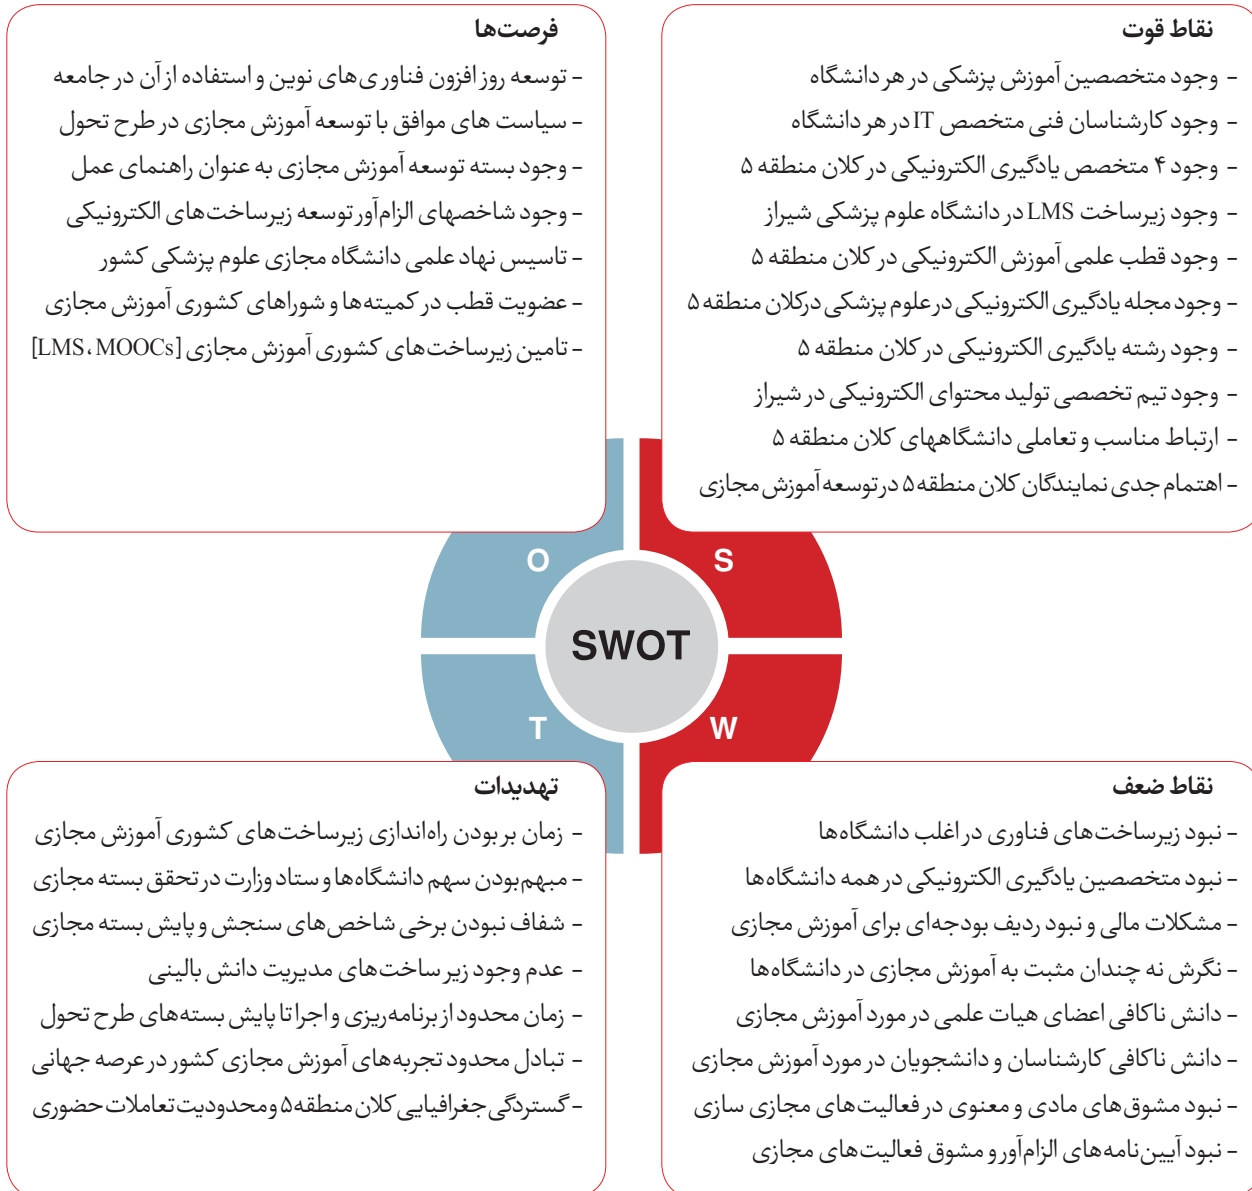 نقاط قوت
- وجود متخصصین آموزش پزشکی در هر دانشگاه
- وجود کارشناسان فنی متخصص IT در هر دانشگاه
- وجود ۴ متخصص یادگیری الکترونیکی در کلان منطقه ۵
- وجود زیرساخت LMS در دانشگاه علوم پزشکی شیراز
- وجود قطب علمی آموزش الکترونیکی در کلان منطقه ۵
- وجود مجله یادگیری الکترونیکی در علوم پزشکی درکلان منطقه ۵
- وجود رشته یادگیری الکترونیکی در کلان منطقه ۵
- وجود تیم تخصصی تولید محتوای الکترونیکی در شیراز
- ارتباط مناسب و تعاملی دانشگاههای کلان منطقه ۵
- اهتمام جدی نمایندگان کلان منطقه ۵ در توسعه آموزش مجازی
فرصت‌ها
- توسعه روز افزون فناوری‌های نوین و استفاده از آن در جامعه
- سیاست های موافق با توسعه آموزش مجازی در طرح تحول
- وجود بسته توسعه آموزش مجازی به عنوان راهنمای عمل
- وجود شاخصهای الزام‌آور توسعه زیرساخت‌های الکترونیکی
- تاسیس نهاد علمی دانشگاه مجازی علوم پزشکی کشور
- عضویت قطب در کمیته‌ها و شوراهای کشوری آموزش مجازی
- تامین زیرساخت‌های کشوری آموزش مجازی [LMS، MOOCs]
O
S
SWOT
T
W
نقاط ضعف
- نبود زیرساخت‌های فناوری در اغلب دانشگاه‌ها
- نبود متخصصین یادگیری الکترونیکی در همه دانشگاه‌ها
- مشکلات مالی و نبود ردیف بودجه‌ای برای آموزش مجازی
- نگرش نه چندان مثبت به آموزش مجازی در دانشگاه‌ها
- دانش ناکافی اعضای هیات علمی در مورد آموزش مجازی
- دانش ناکافی کارشناسان و دانشجویان در مورد آموزش مجازی
- نبود مشوق‌های مادی و معنوی در فعالیت‌های مجازی سازی
- نبود آیین‌نامه‌های الزام‌آور و مشوق فعالیت‌های مجازی
تهدیدات
- زمان بر بودن راه‌اندازی زیرساخت‌های کشوری آموزش مجازی
- مبهم‌بودن سهم دانشگاه‌ها و ستاد وزارت در تحقق بسته مجازی
- شفاف نبودن برخی شاخص‌های سنجش و پایش بسته مجازی
- عدم وجود زیر ساخت‌های مدیریت دانش بالینی
- زمان محدود از برنامه‌ریزی و اجرا تا پایش بسته‌های طرح تحول
- تبادل محدود تجربه‌های آموزش مجازی کشور در عرصه جهانی
- گستردگی جغرافیایی کلان منطقه ۵ و محدودیت تعاملات حضوری